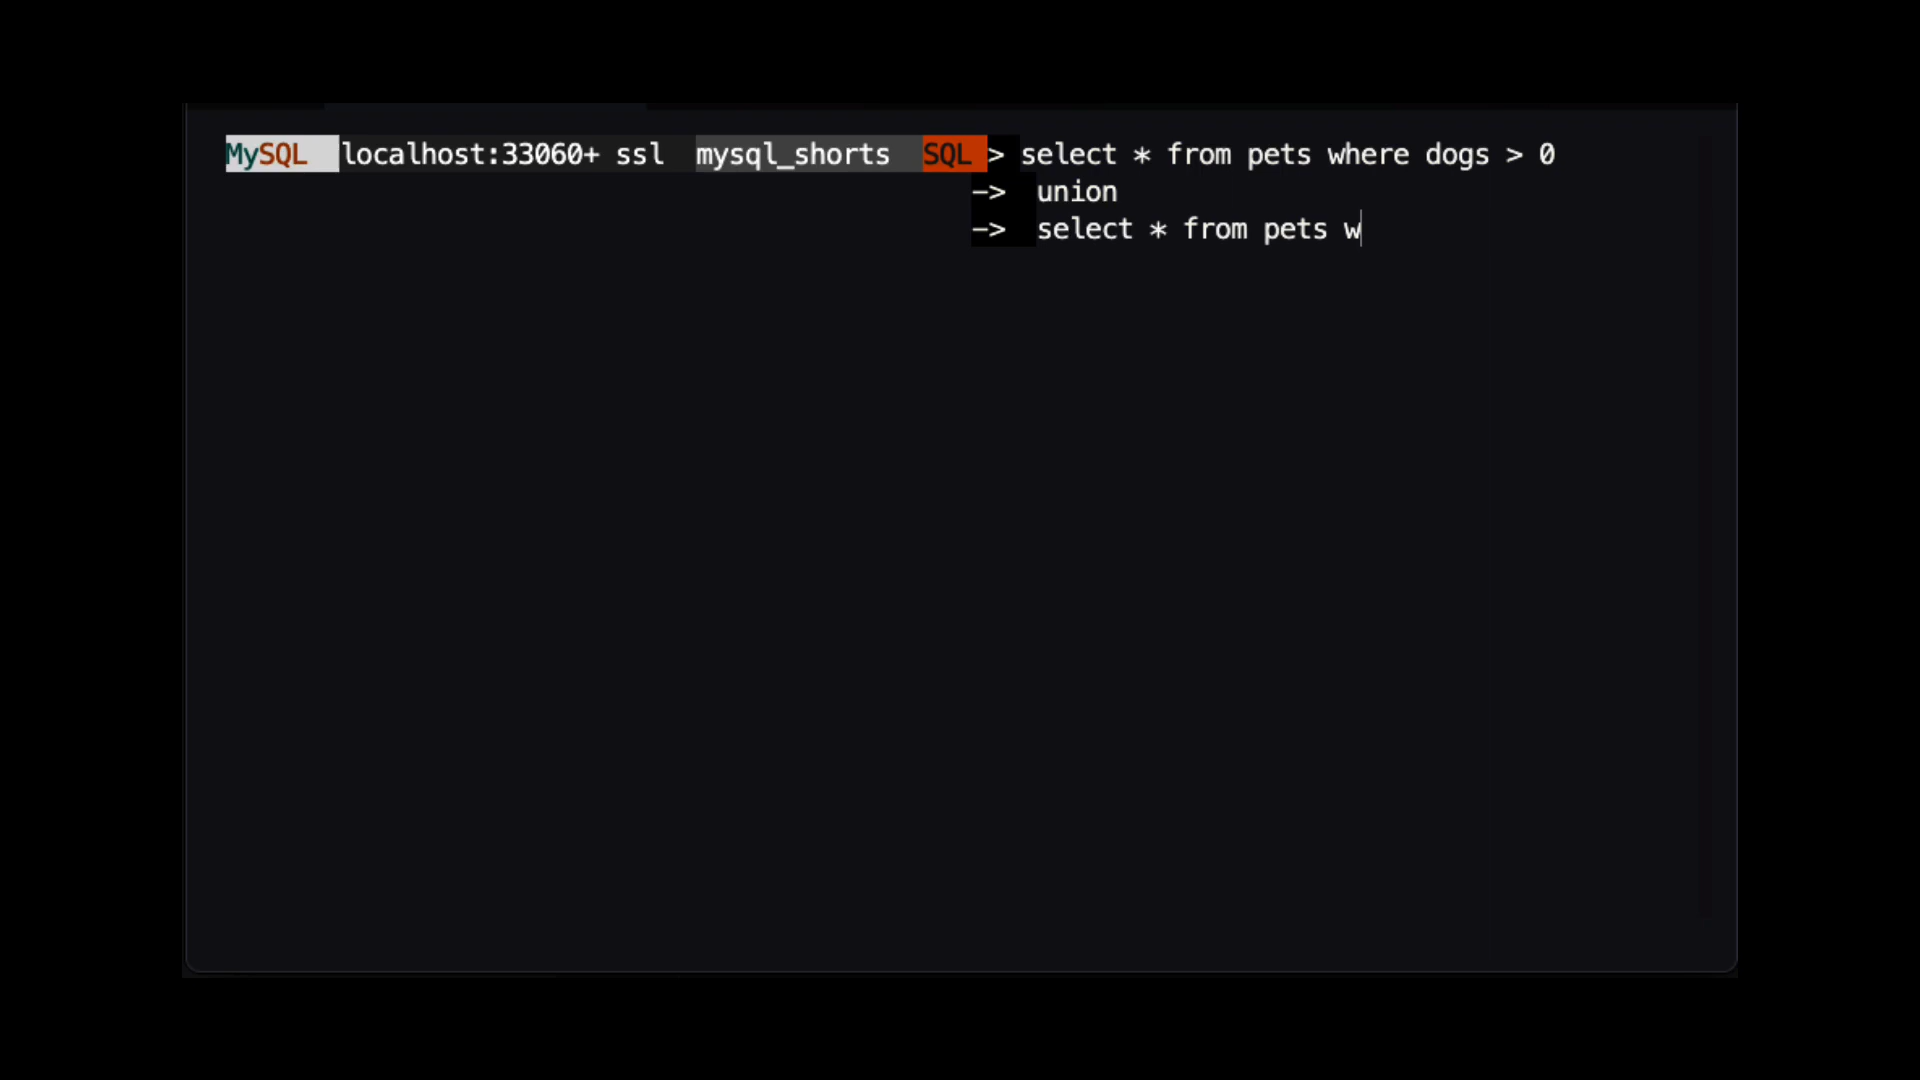 MySQL localhost:33060+ ssl mysql_shorts SQL > select * from pets where dogs > 0
-> union
-> select * from pets w